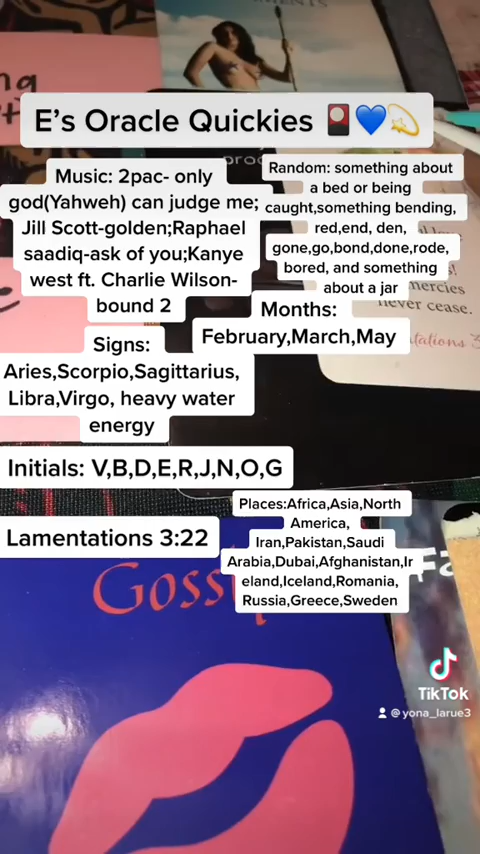 MENTS
ng
E's Oracle Quickies 🎴💙💫
Music: 2pac- only
god(Yahweh) can judge me;
Jill Scott-golden;Raphael
saadiq-ask of you;Kanye
west ft. Charlie Wilson-
bound 2
Random: something about
a bed or being
caught,something bending,
red,end, den,
gone,go,bond,done,rode,
bored, and something
about a jar
mercies
never cease.
Months:
February,March,May
Signs:
Aries,Scorpio,Sagittarius,
Libra,Virgo, heavy water
energy
Initials: V,B,D,E,R,J,N,O,G
Places:Africa,Asia,North
America,
Iran,Pakistan,Saudi
Arabia,Dubai,Afghanistan,Ir
eland,Iceland,Romania,
Russia,Greece,Sweden
Lamentations 3:22
Goss
TikTok
@yona_larue3